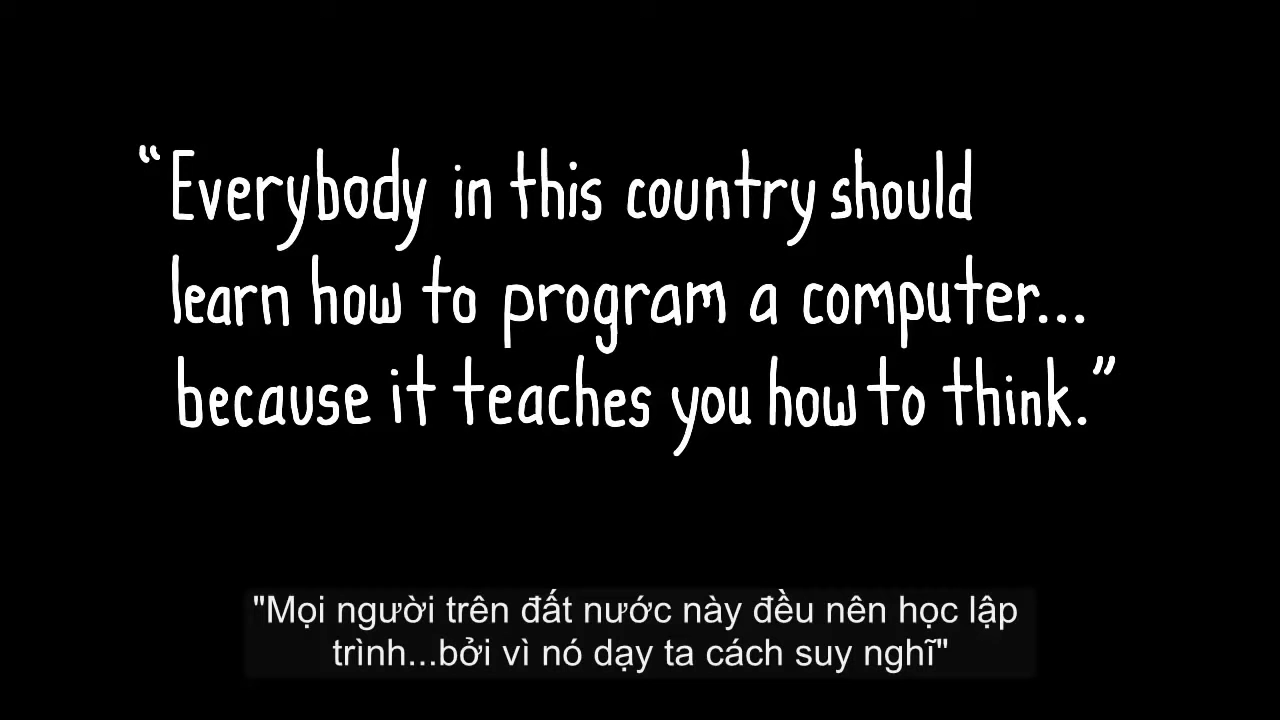 “Everybody in this country should
learn how to program a computer...
because it teaches you how to think.”
"Mọi người trên đất nước này đều nên học lập
trình...bởi vì nó dạy ta cách suy nghĩ"